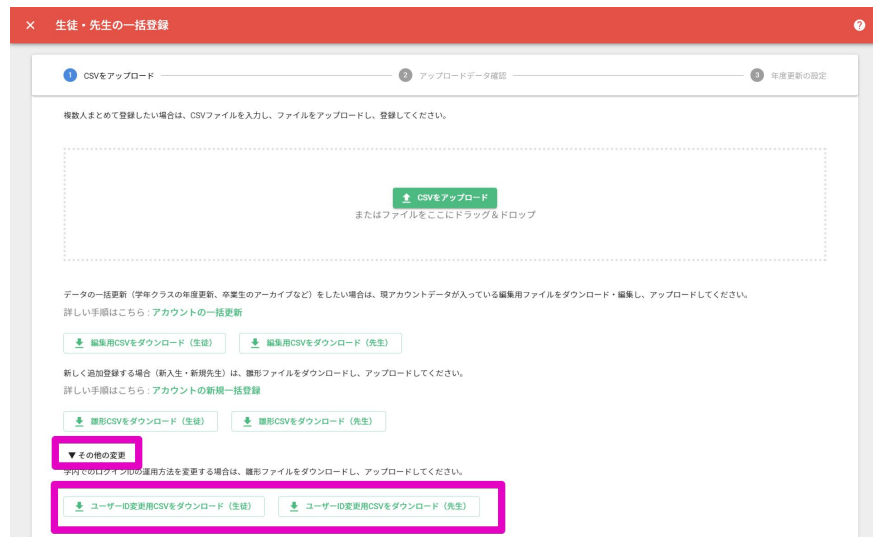 × 生徒・先生の一括登録 ?
1 CSVをアップロード 2 アップロードデータ確認 3 年度更新の設定
複数人まとめて登録したい場合は、CSVファイルを入力し、ファイルをアップロードし、登録してください。
CSVをアップロード
またはファイルをここにドラッグ&ドロップ
データの一括更新（学年クラスの年度更新、卒業生のアーカイブなど）をしたい場合は、現アカウントデータが入っている編集用ファイルをダウンロード・編集し、アップロードしてください。
詳しい手順はこちら : アカウントの一括更新
編集用CSVをダウンロード（生徒） 編集用CSVをダウンロード（先生）
新しく追加登録する場合（新入生・新規先生）は、雛形ファイルをダウンロードし、アップロードしてください。
詳しい手順はこちら : アカウントの新規一括登録
雛形CSVをダウンロード（生徒） 雛形CSVをダウンロード（先生）
▼ その他の変更
学内でのログインIDの運用方法を変更する場合は、雛形ファイルをダウンロードし、アップロードしてください。
ユーザーID変更用CSVをダウンロード（生徒） ユーザーID変更用CSVをダウンロード（先生）